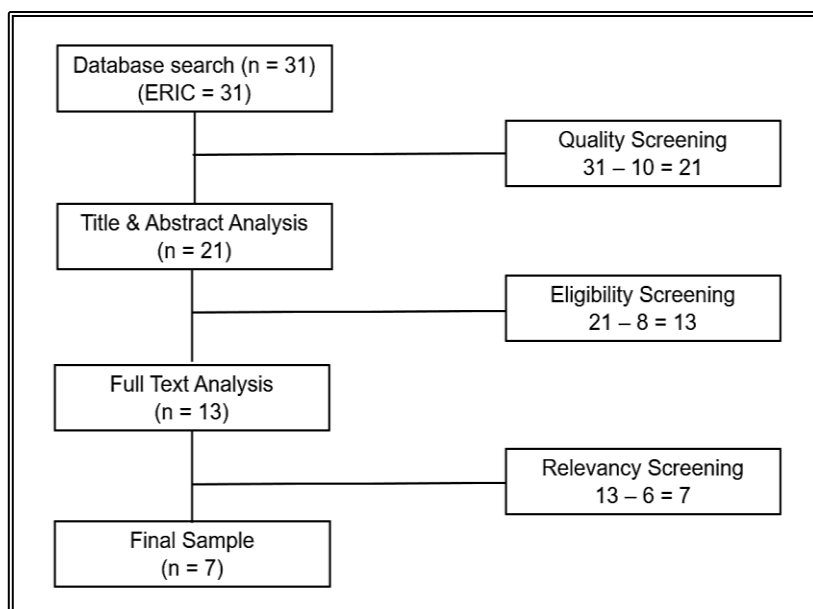 Database search (n = 31)
(ERIC = 31)
Quality Screening
31 – 10 = 21
Title & Abstract Analysis
(n = 21)
Eligibility Screening
21 – 8 = 13
Full Text Analysis
(n = 13)
Relevancy Screening
13 – 6 = 7
Final Sample
(n = 7)